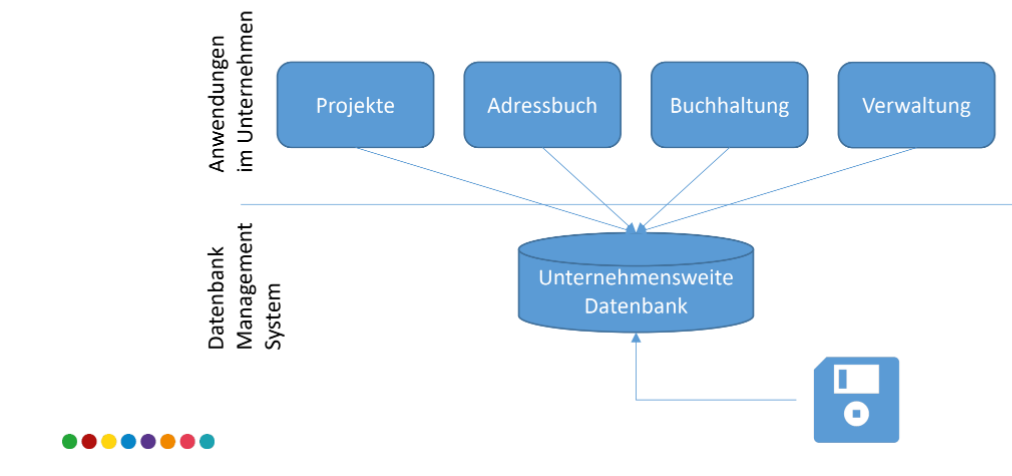 Anwendungen
im Unternehmen
Projekte
Adressbuch
Buchhaltung
Verwaltung
Datenbank
Management
System
Unternehmensweite
Datenbank